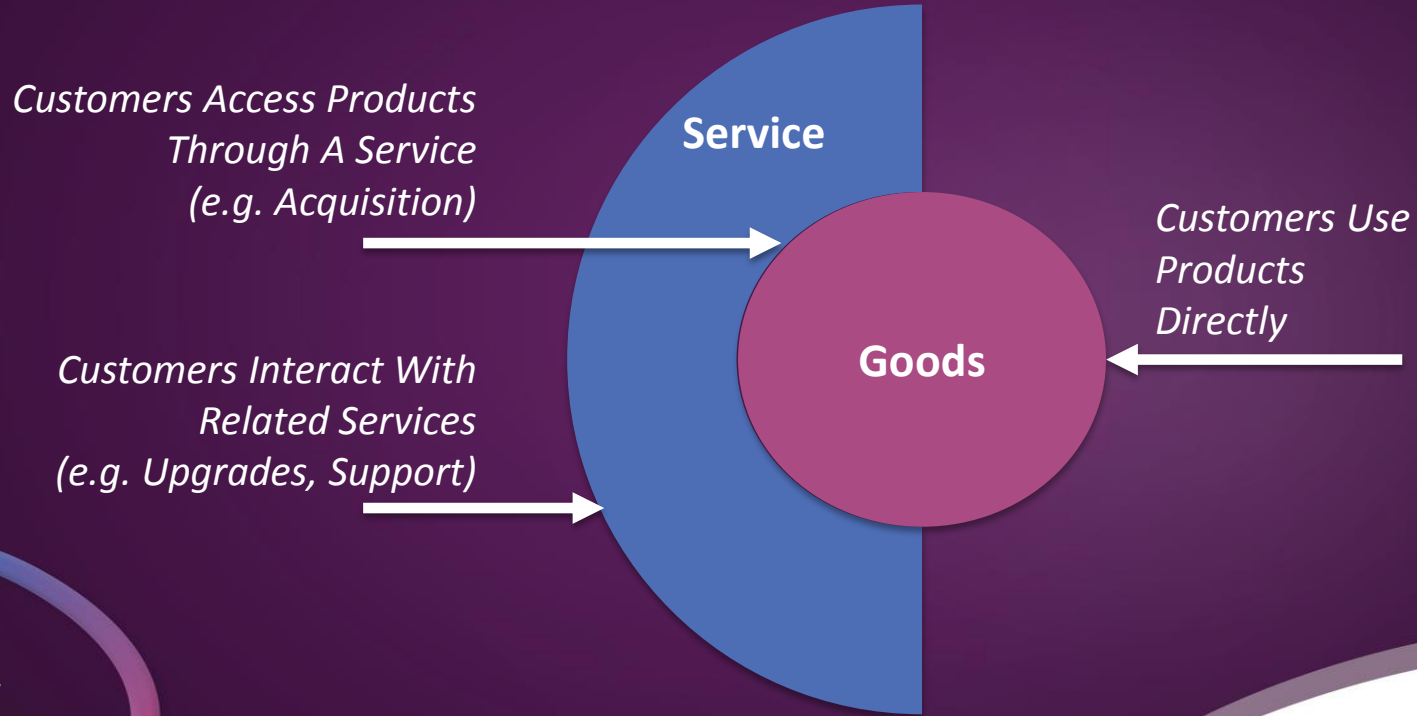 Customers Access Products
Through A Service
(e.g. Acquisition)
Service
Customers Use
Products
Directly
Goods
Customers Interact With
Related Services
(e.g. Upgrades, Support)